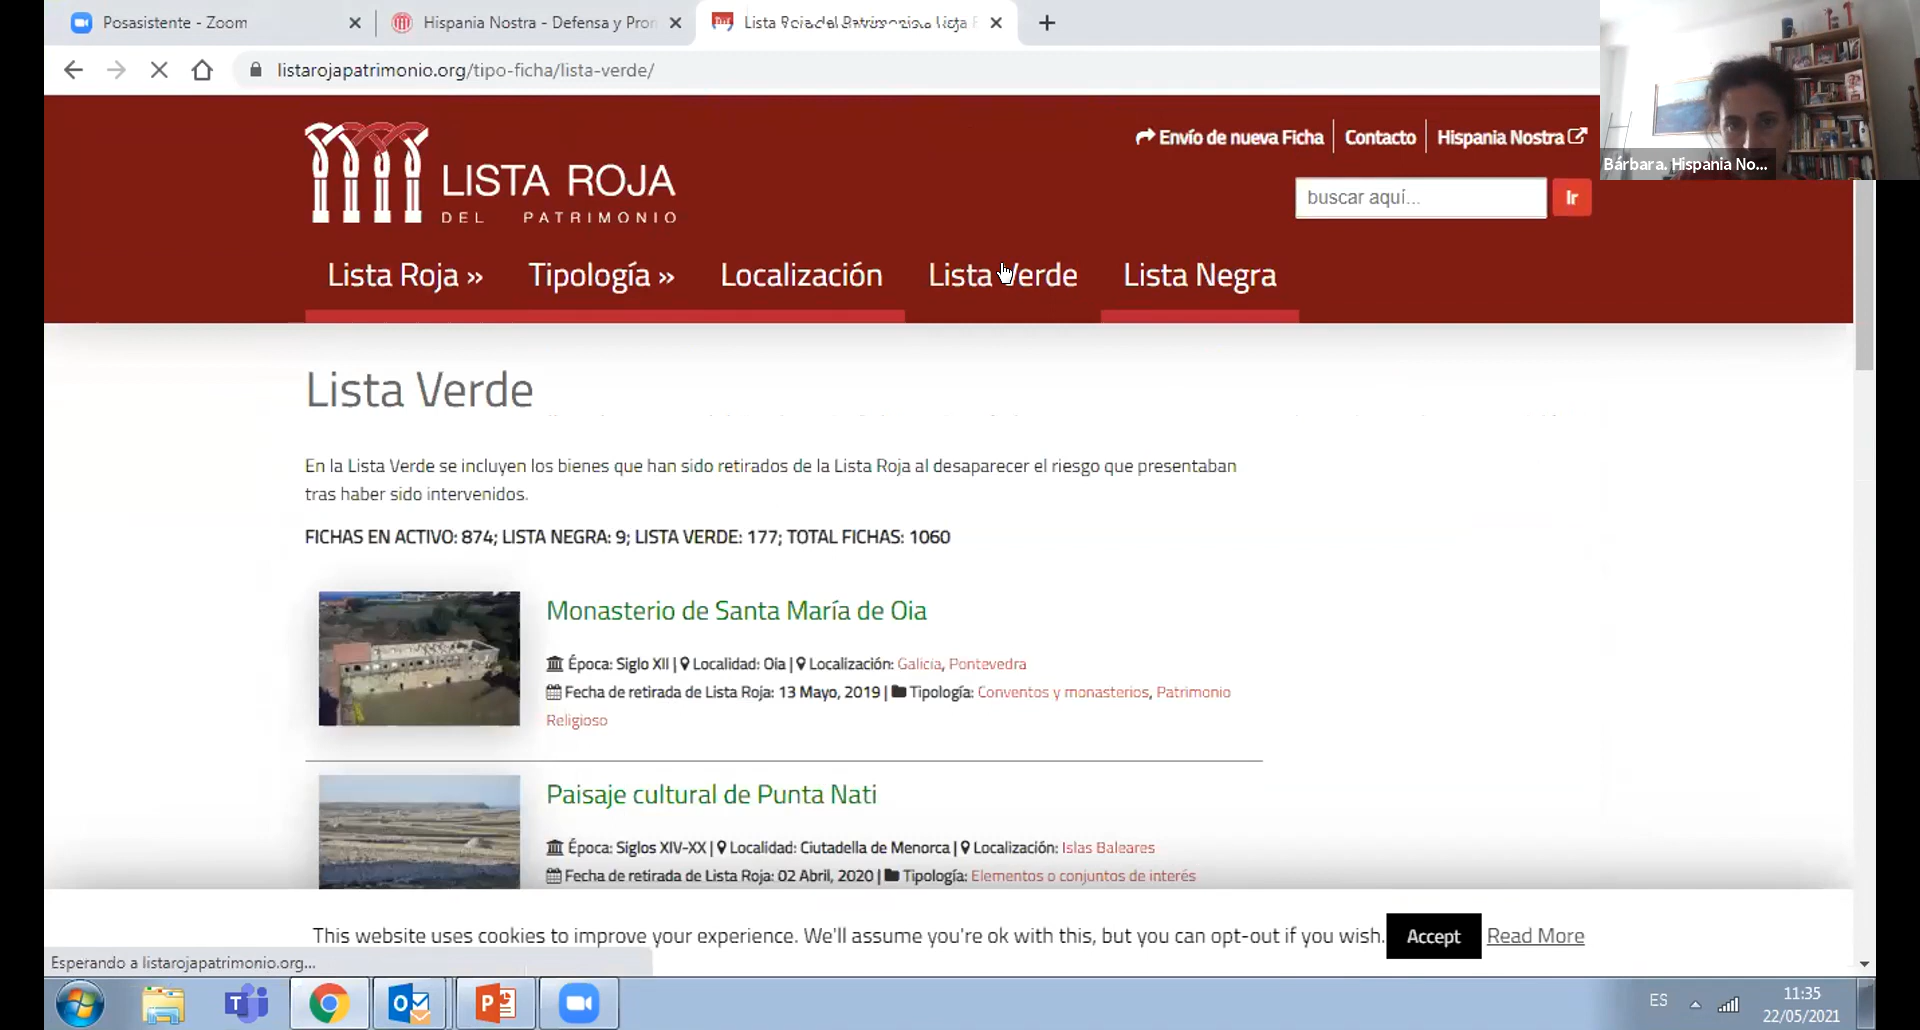 Posasistente - Zoom
Hispania Nostra - Defensa y Pron
listarojapatrimonio.org/tipo-ficha/lista-verde/
Bárbara. Hispania No...
Envío de nueva Ficha
Contacto
Hispania Nostra
LISTA ROJA
DEL PATRIMONIO
buscar aquí...
Ir
Lista Roja »
Tipología »
Localización
Lista Verde
Lista Negra
Lista Verde
En la Lista Verde se incluyen los bienes que han sido retirados de la Lista Roja al desaparecer el riesgo que presentaban
tras haber sido intervenidos.
FICHAS EN ACTIVO: 874; LISTA NEGRA: 9; LISTA VERDE: 177; TOTAL FICHAS: 1060
Monasterio de Santa María de Oia
Época: Siglo XII | Localidad: Oia | Localización: Galicia, Pontevedra
Fecha de retirada de Lista Roja: 13 Mayo, 2019 | Tipología: Conventos y monasterios, Patrimonio
Religioso
Paisaje cultural de Punta Nati
Época: Siglos XIV-XX | Localidad: Ciutadella de Menorca | Localización: Islas Baleares
Fecha de retirada de Lista Roja: 02 Abril, 2020 | Tipología: Elementos o conjuntos de interés
This website uses cookies to improve your experience. We'll assume you're ok with this, but you can opt-out if you wish. Accept Read More
Esperando a listarojapatrimonio.org...
ES
11:35
22/05/2021